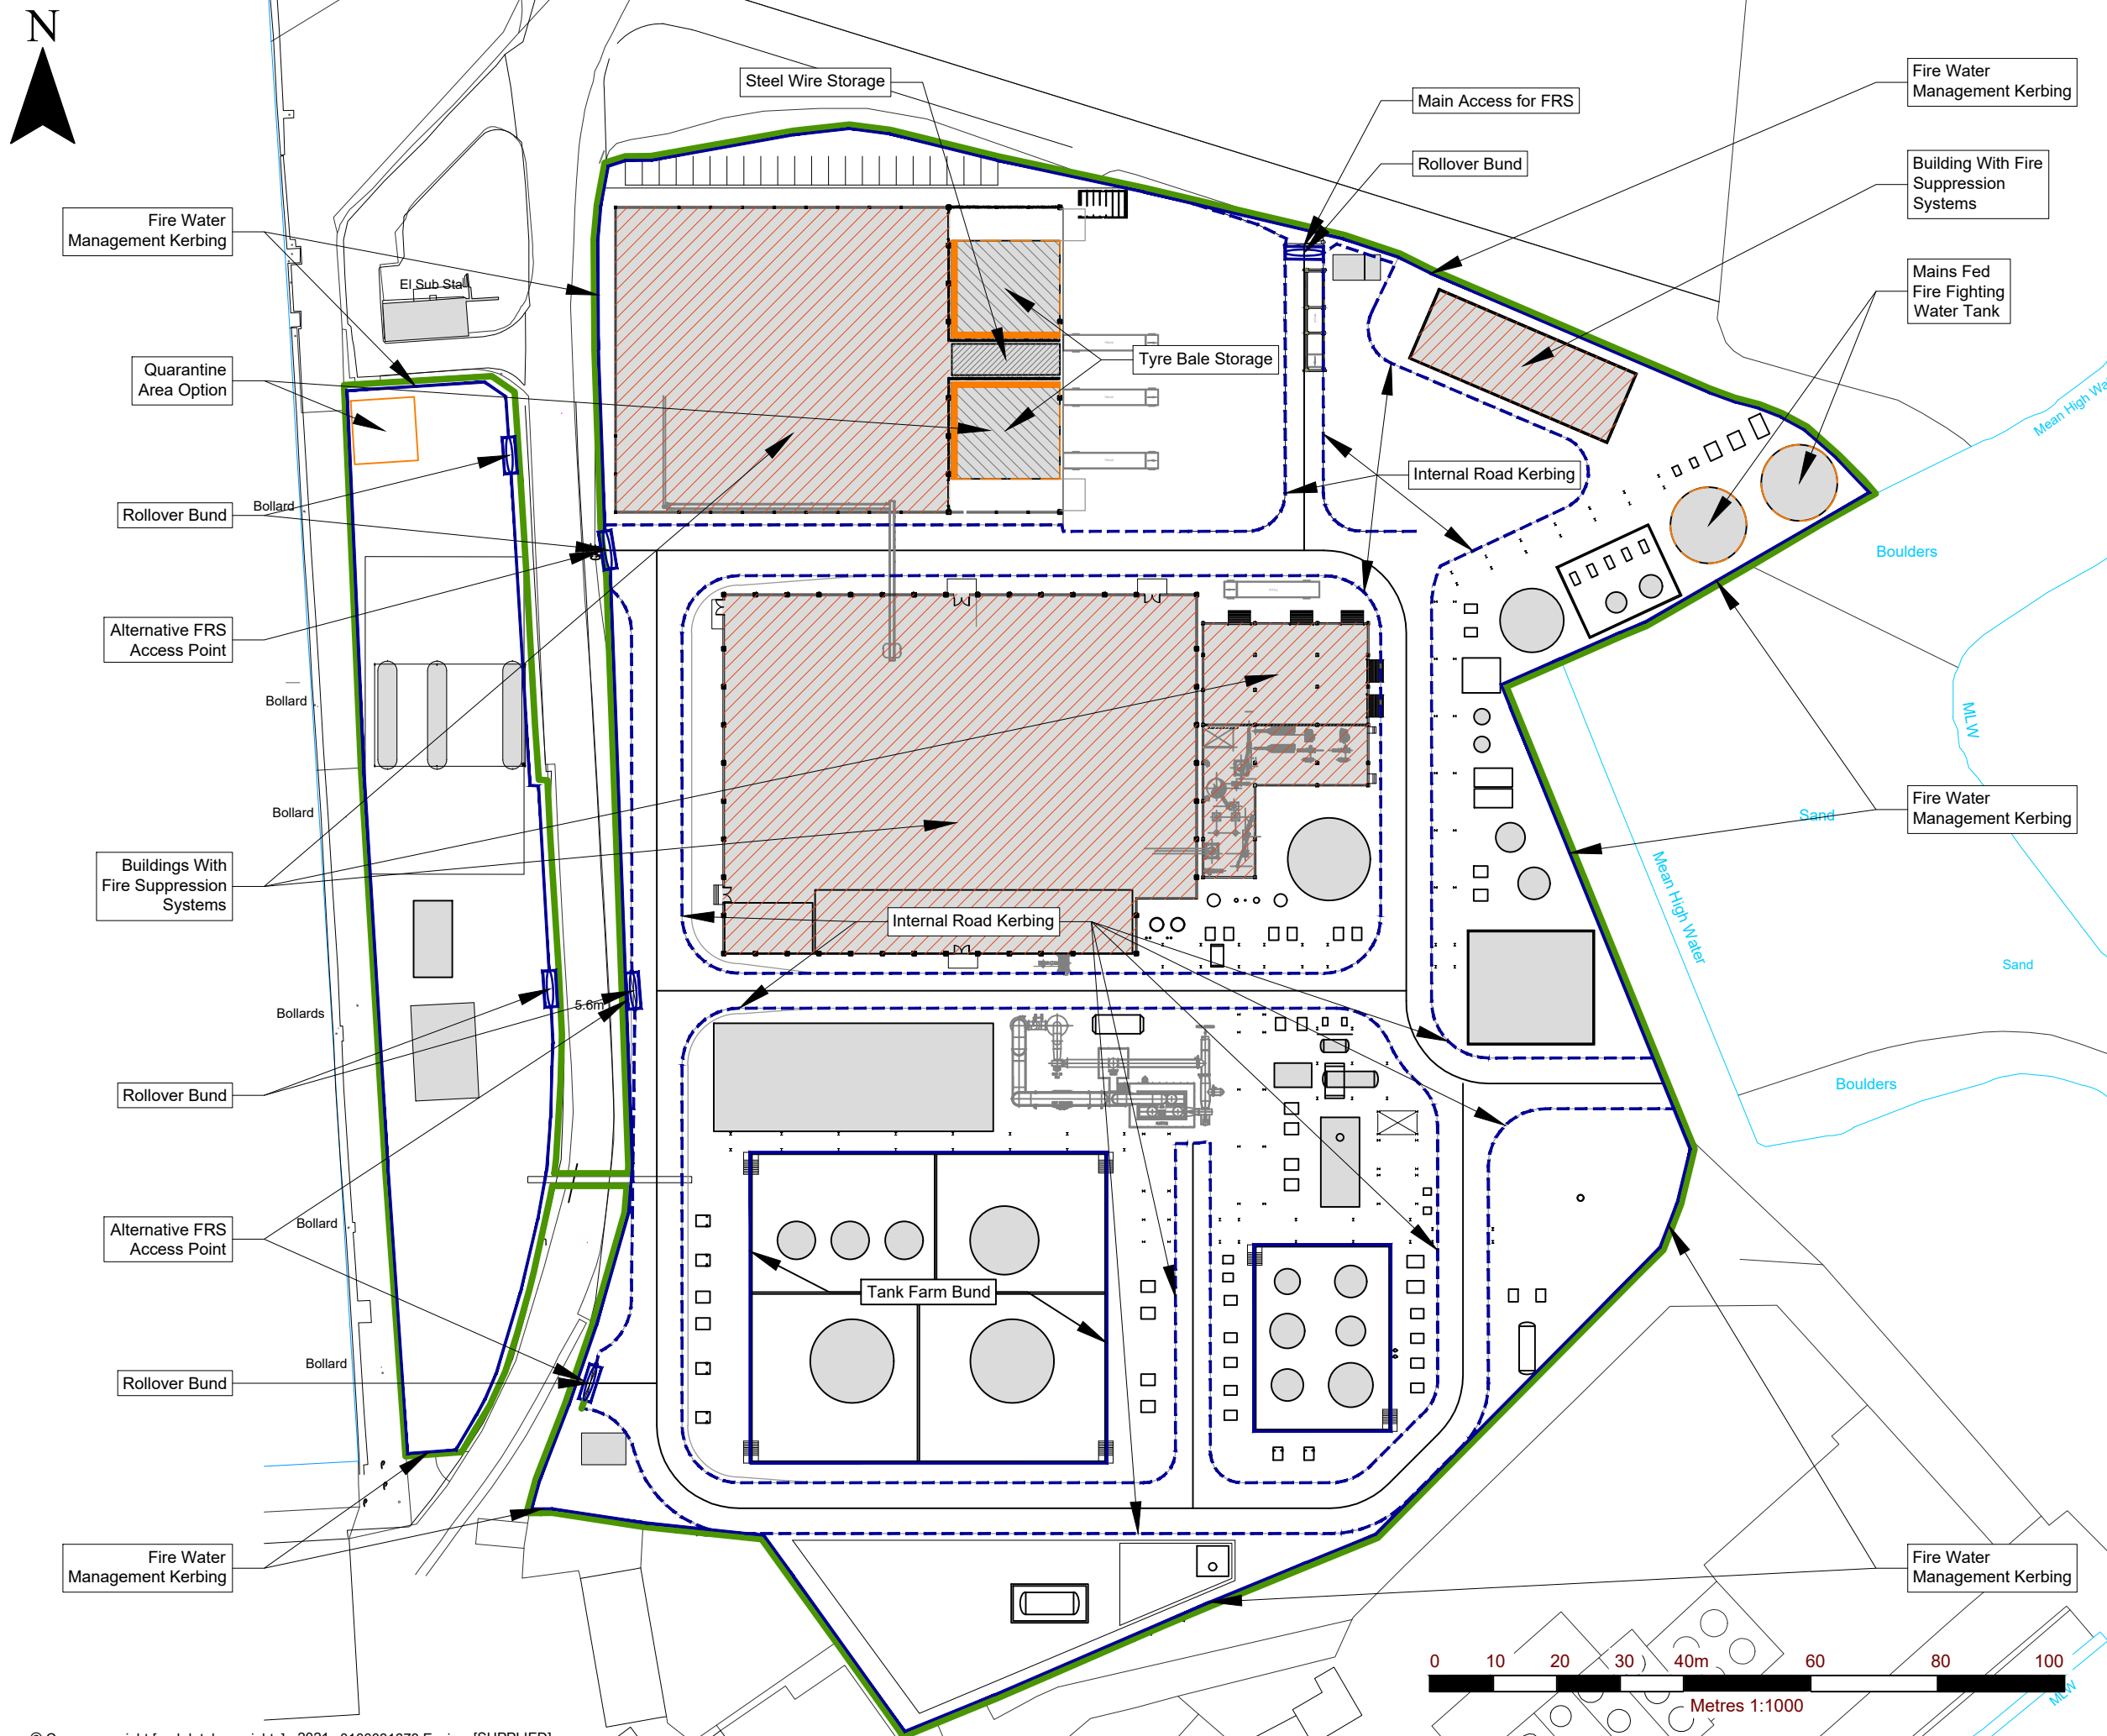 N
Steel Wire Storage
Main Access for FRS
Rollover Bund
Fire Water
Management Kerbing
Building With Fire
Suppression
Systems
Mains Fed
Fire Fighting
Water Tank
Fire Water
Management Kerbing
El Sub Sta
Quarantine
Area Option
Tyre Bale Storage
Mean High Wa
Internal Road Kerbing
Rollover Bund
Bollard
Boulders
Alternative FRS
Access Point
Bollard
MLW
Bollard
Sand
Fire Water
Management Kerbing
Mean High Water
Buildings With
Fire Suppression
Systems
Internal Road Kerbing
Sand
Bollards
5.6m
Rollover Bund
Boulders
Bollard
Alternative FRS
Access Point
Tank Farm Bund
Bollard
Rollover Bund
Fire Water
Management Kerbing
Fire Water
Management Kerbing
0 10 20 30 40m 60 80 100
Metres 1:1000
MLW